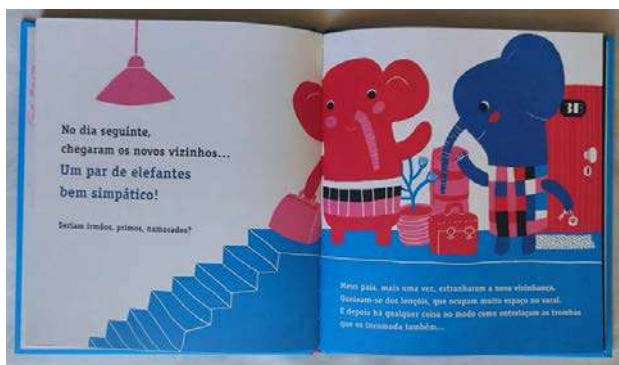 No dia seguinte,
chegaram os novos vizinhos...
Um par de elefantes
bem simpático!
Seriam irmãos, primos, namorados?
3B
Meus pais, mais uma vez, estranharam a nova vizinhança.
Queixam-se dos lençóis, que ocupam muito espaço no varal.
E depois há qualquer coisa no modo como entrelaçam as trombas
que os incomoda também...